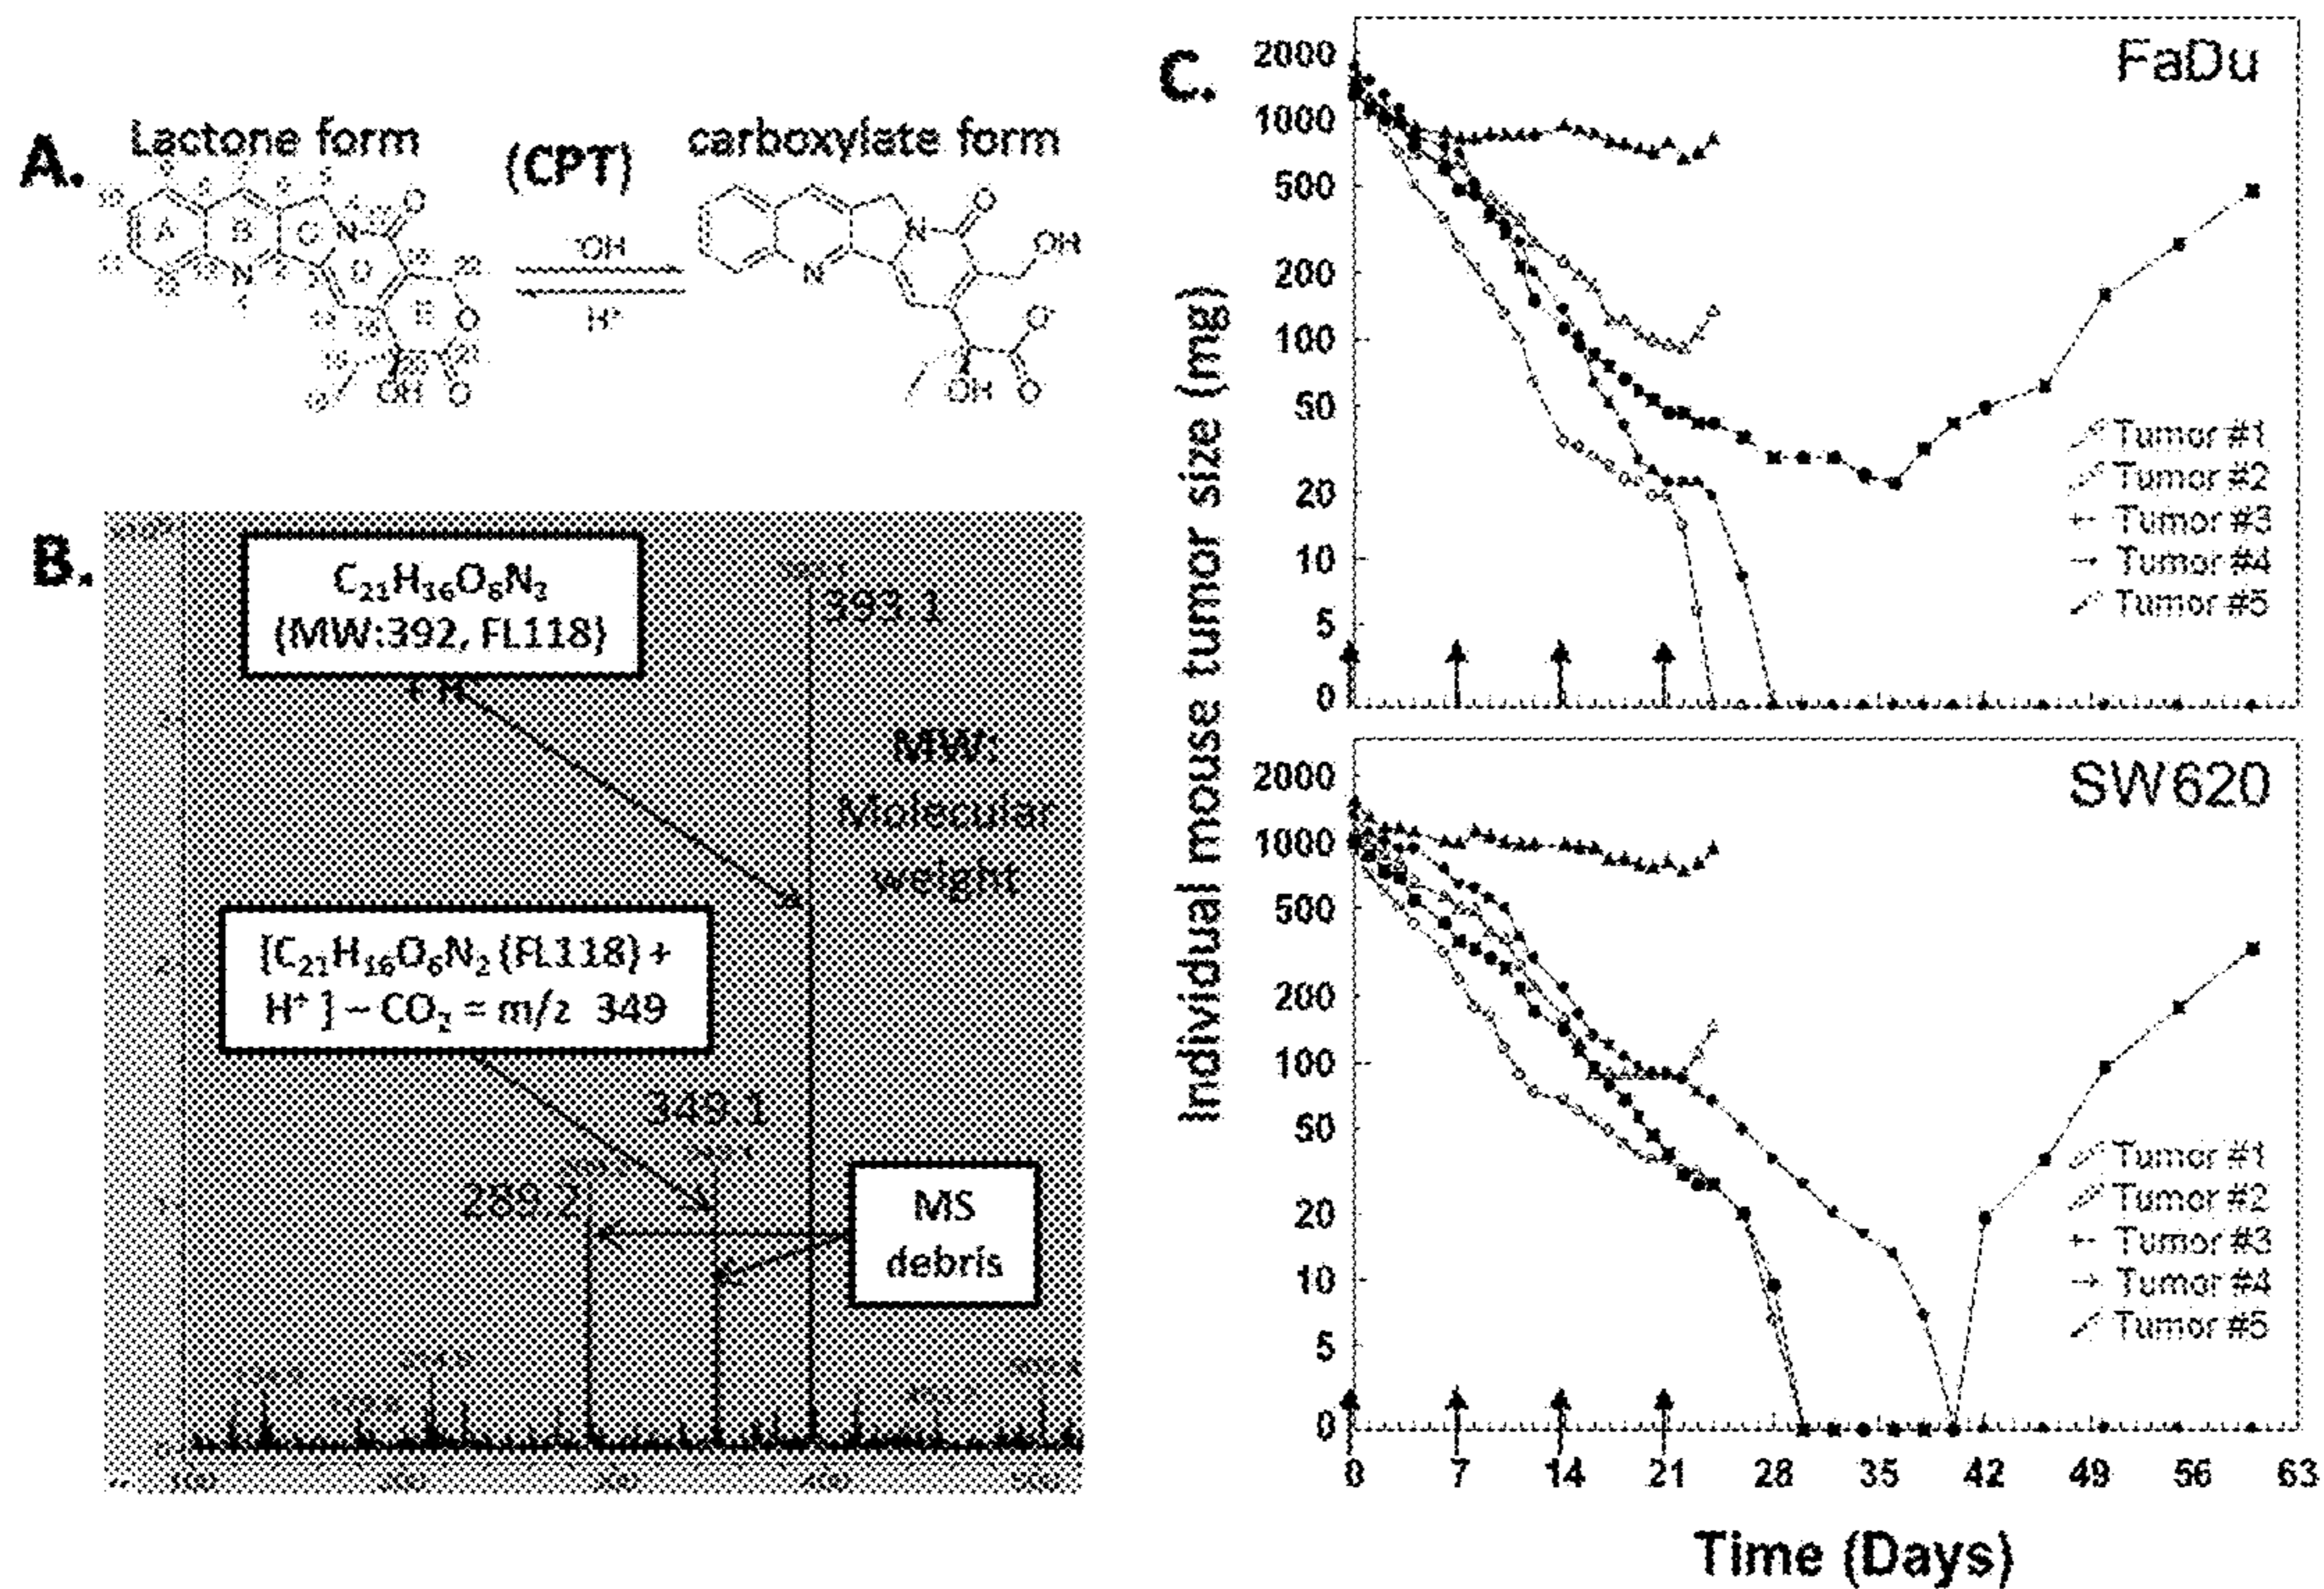 A.
Lactone form
(CPT)
carboxylate form
A
B
C
D
E
N
N
O
O
O
OH
⁻OH
H⁺
N
N
O
OH
O⁻
OH
O
B.
C₂₁H₁₆O₆N₂
(MW:392, FL118)
+ H
393.1
MW:
Molecular
weight
[C₂₁H₁₆O₆N₂ (FL118) +
H⁺ ] – CO₂ = m/z 349
349.1
289.2
MS
debris
C.
Individual mouse tumor size (mg)
FaDu
2000
1000
500
200
100
50
20
10
5
0
Tumor #1
Tumor #2
Tumor #3
Tumor #4
Tumor #5
SW620
2000
1000
500
200
100
50
20
10
5
0
Tumor #1
Tumor #2
Tumor #3
Tumor #4
Tumor #5
0 7 14 21 28 35 42 49 56 63
Time (Days)